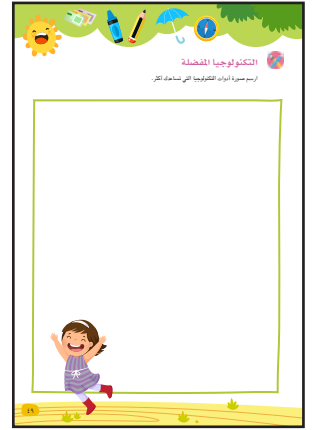 التكنولوجيا المفضلة
ارسم صورة أدوات التكنولوجيا التي تساعدك أكثر.
٤٩